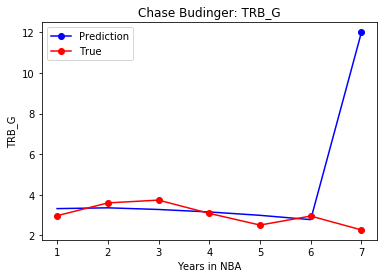 Chase Budinger: TRB_G
Prediction
True
TRB_G
12
10
8
6
4
2
1 2 3 4 5 6 7
Years in NBA